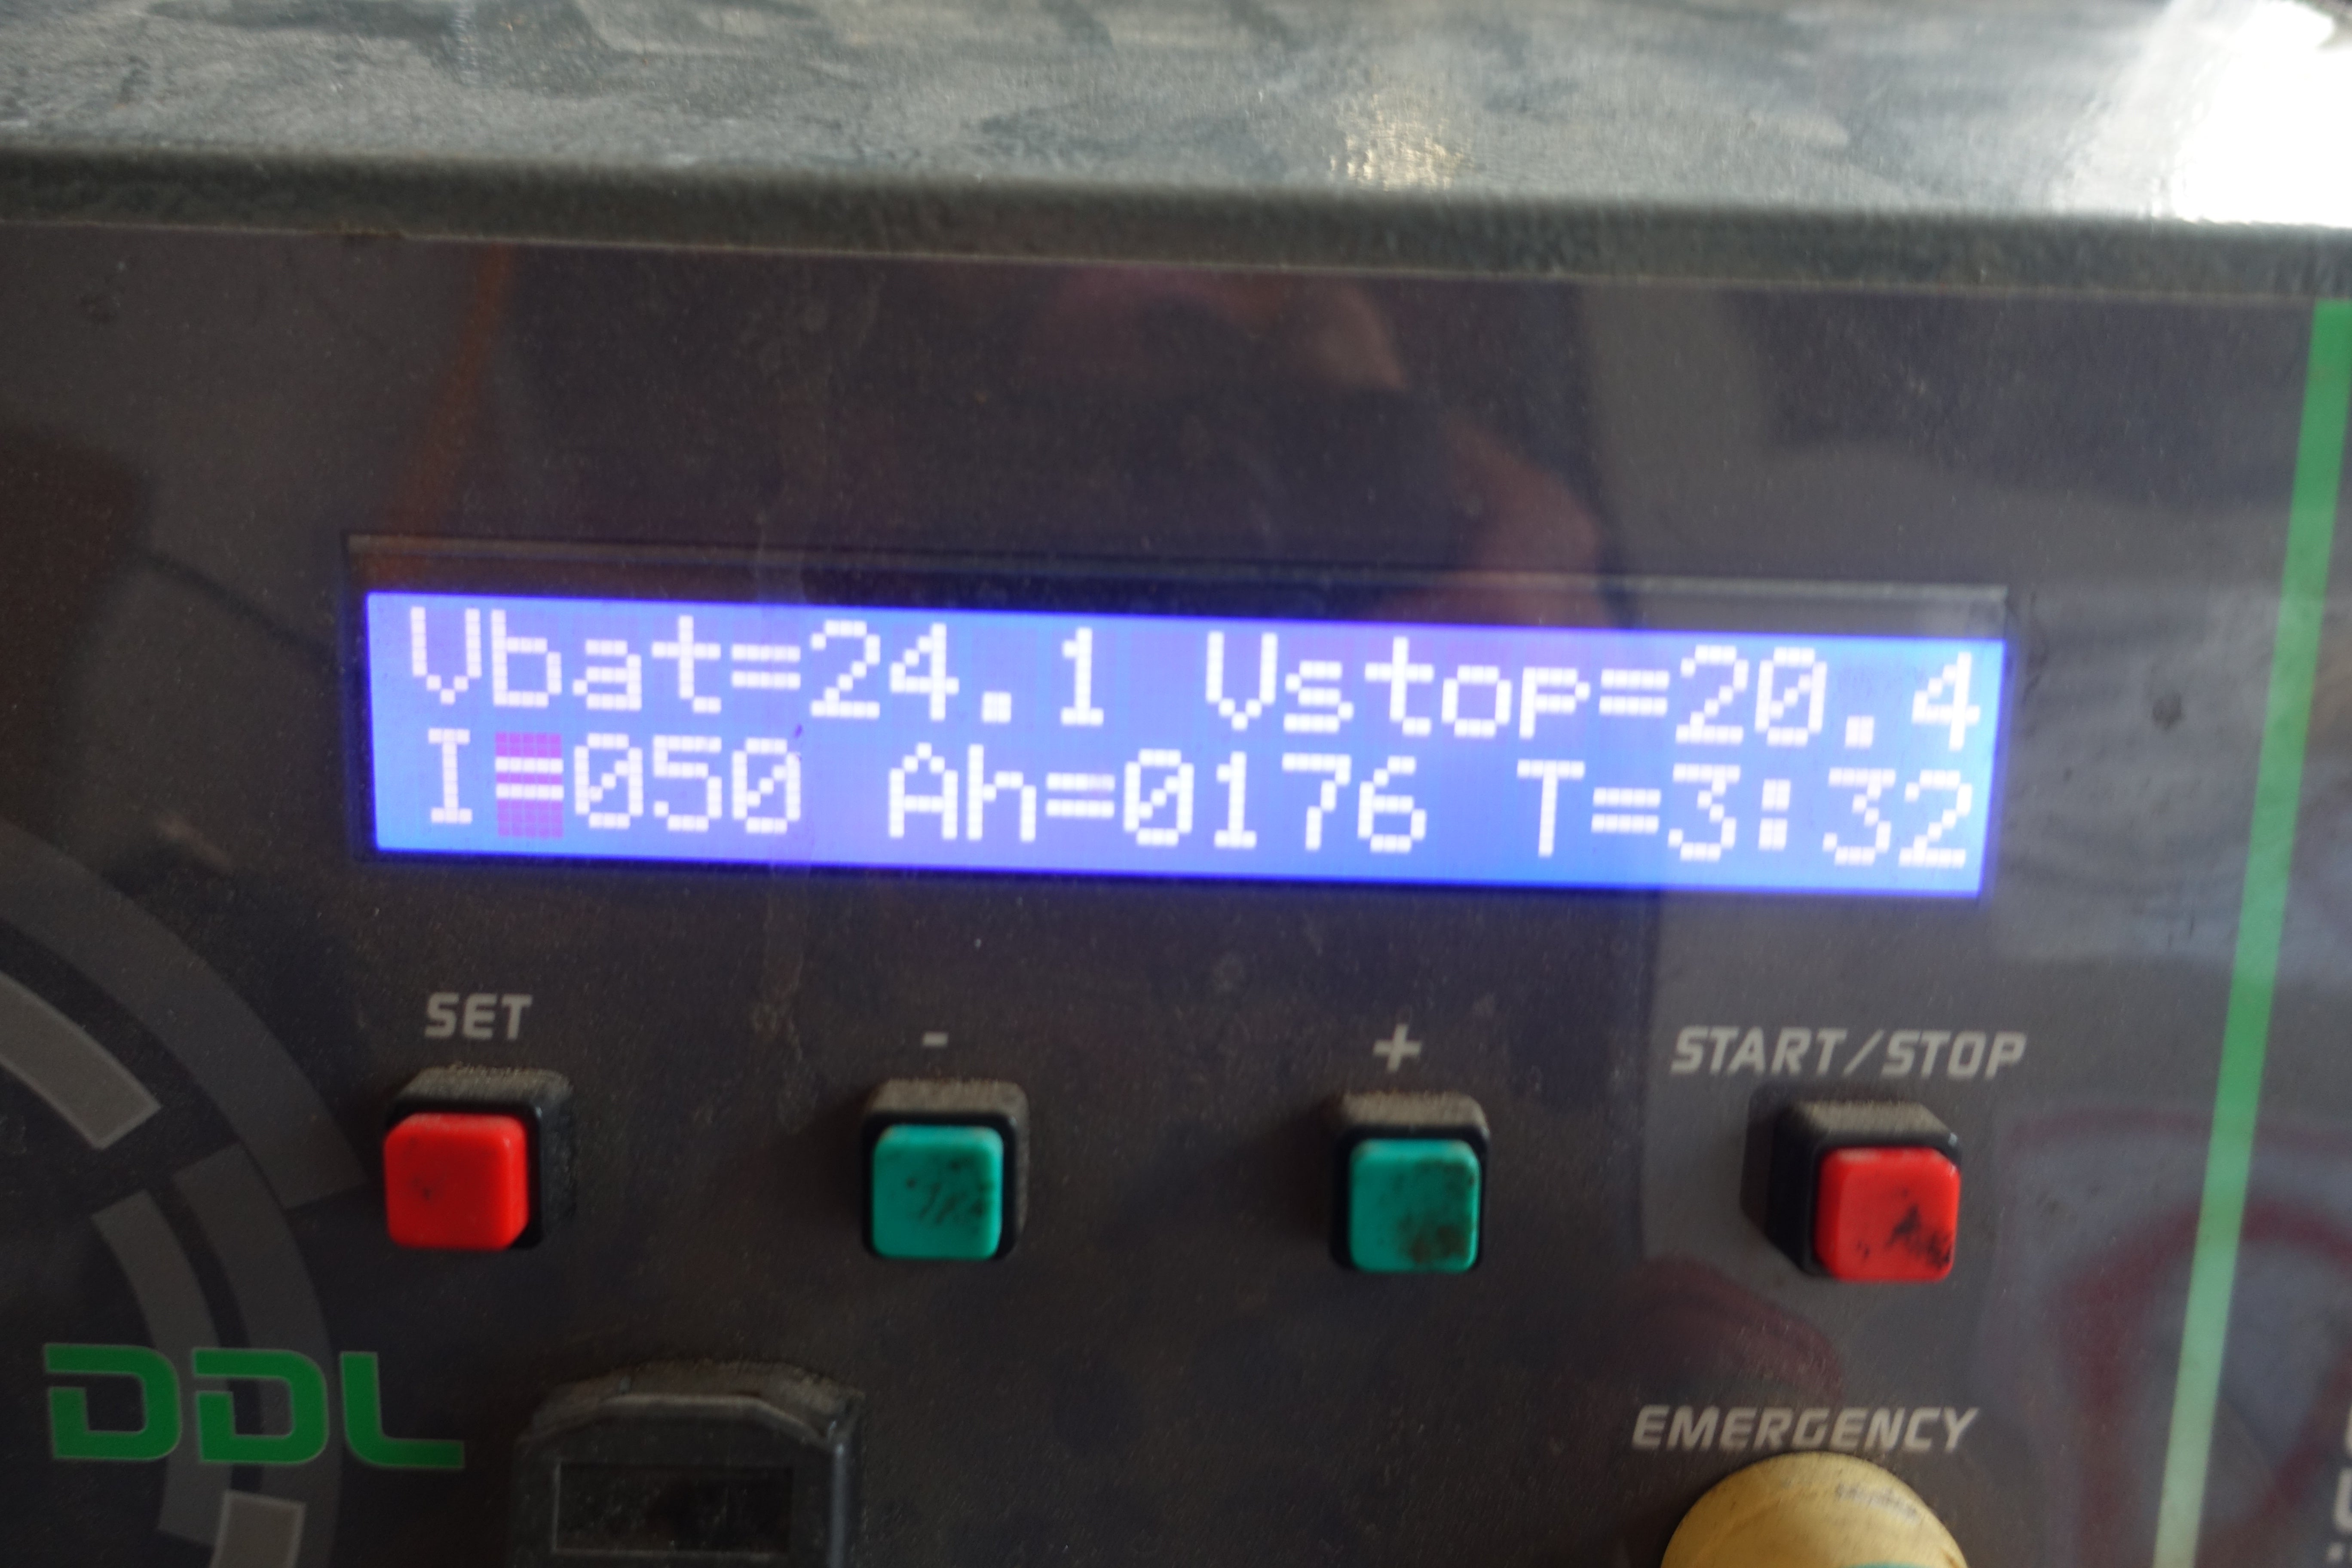 Vbat=24.1 Vstop=20.4
I=050 Ah=0176 T=3:32
SET
-
+
START/STOP
DDL
EMERGENCY